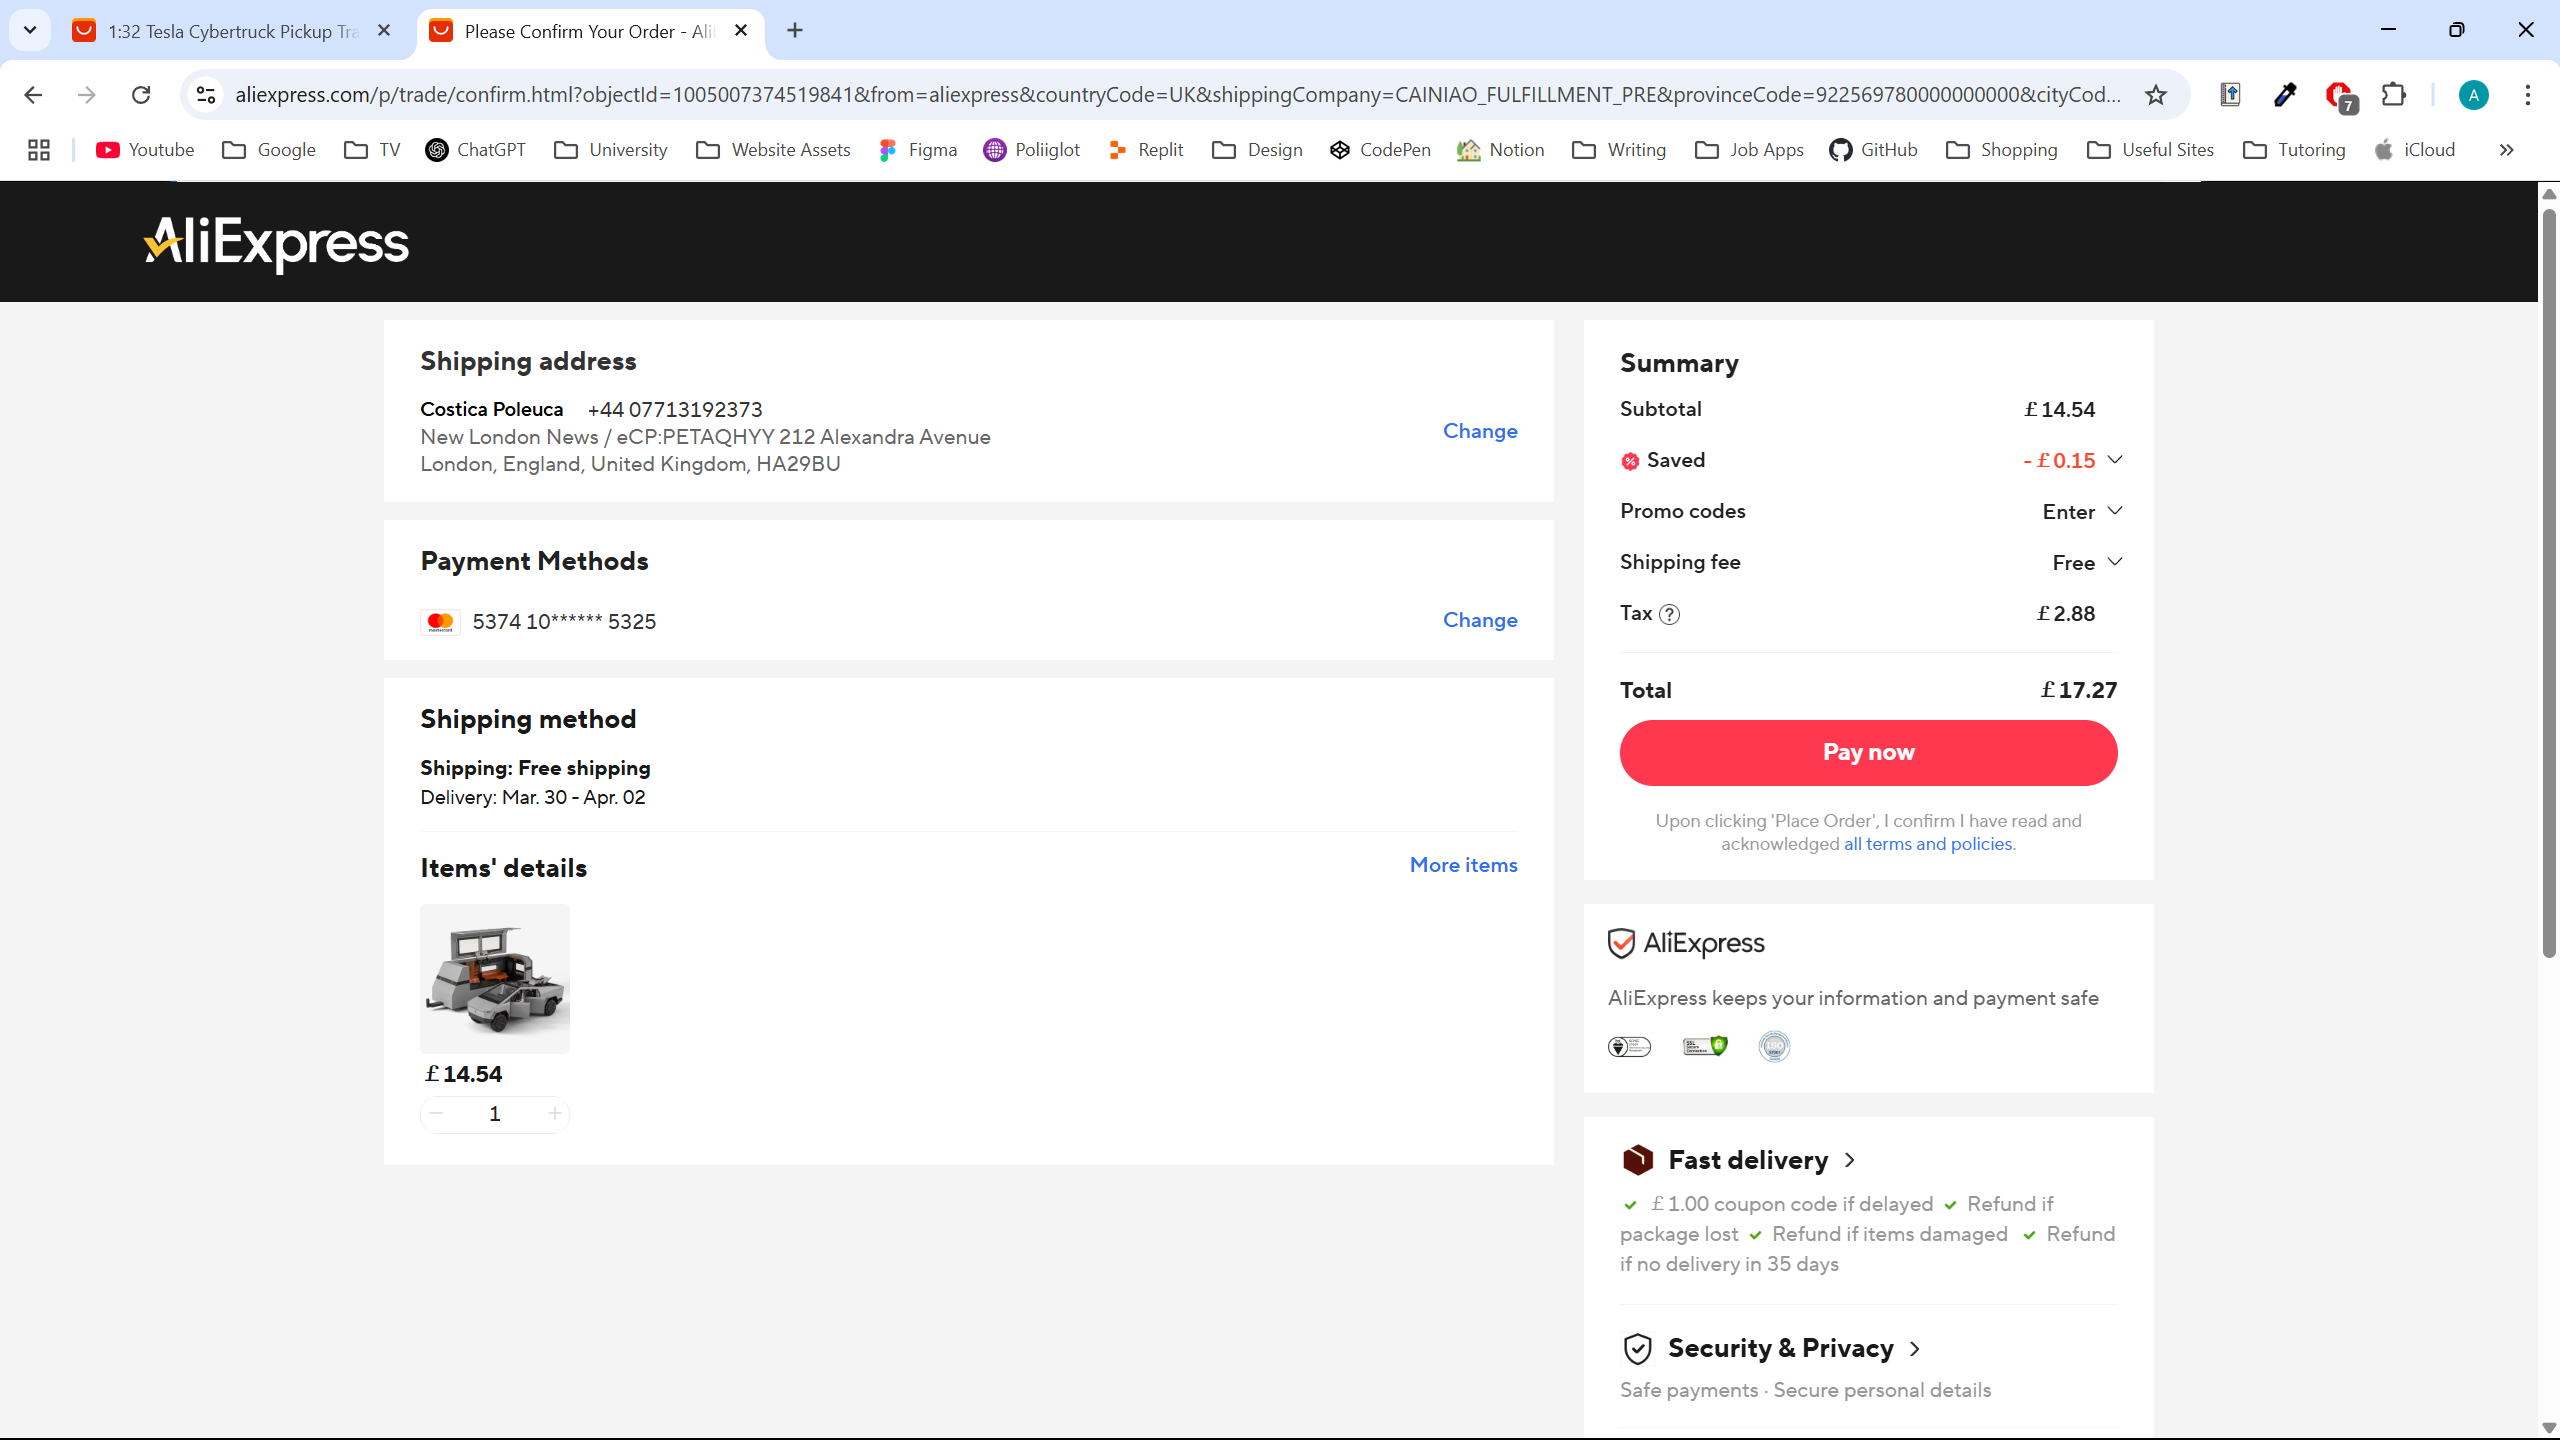 1:32 Tesla Cybertruck Pickup Tra
Please Confirm Your Order - Ali
aliexpress.com/p/trade/confirm.html?objectId=1005007374519841&from=aliexpress&countryCode=UK&shippingCompany=CAINIAO_FULFILLMENT_PRE&provinceCode=922569780000000000&cityCod...
7
A
Youtube Google TV ChatGPT University Website Assets Figma Poliiglot Replit Design CodePen Notion Writing Job Apps GitHub Shopping Useful Sites Tutoring iCloud
AliExpress
Shipping address
Costica Poleuca +44 07713192373
New London News / eCP:PETAQHYY 212 Alexandra Avenue
London, England, United Kingdom, HA29BU
Change
Payment Methods
5374 10****** 5325
Change
Shipping method
Shipping: Free shipping
Delivery: Mar. 30 - Apr. 02
Items' details
More items
£14.54
1
Summary
Subtotal £14.54
Saved -£0.15
Promo codes Enter
Shipping fee Free
Tax £2.88
Total £17.27
Pay now
Upon clicking 'Place Order', I confirm I have read and
acknowledged all terms and policies.
AliExpress
AliExpress keeps your information and payment safe
Fast delivery
£1.00 coupon code if delayed Refund if
package lost Refund if items damaged Refund
if no delivery in 35 days
Security & Privacy
Safe payments · Secure personal details